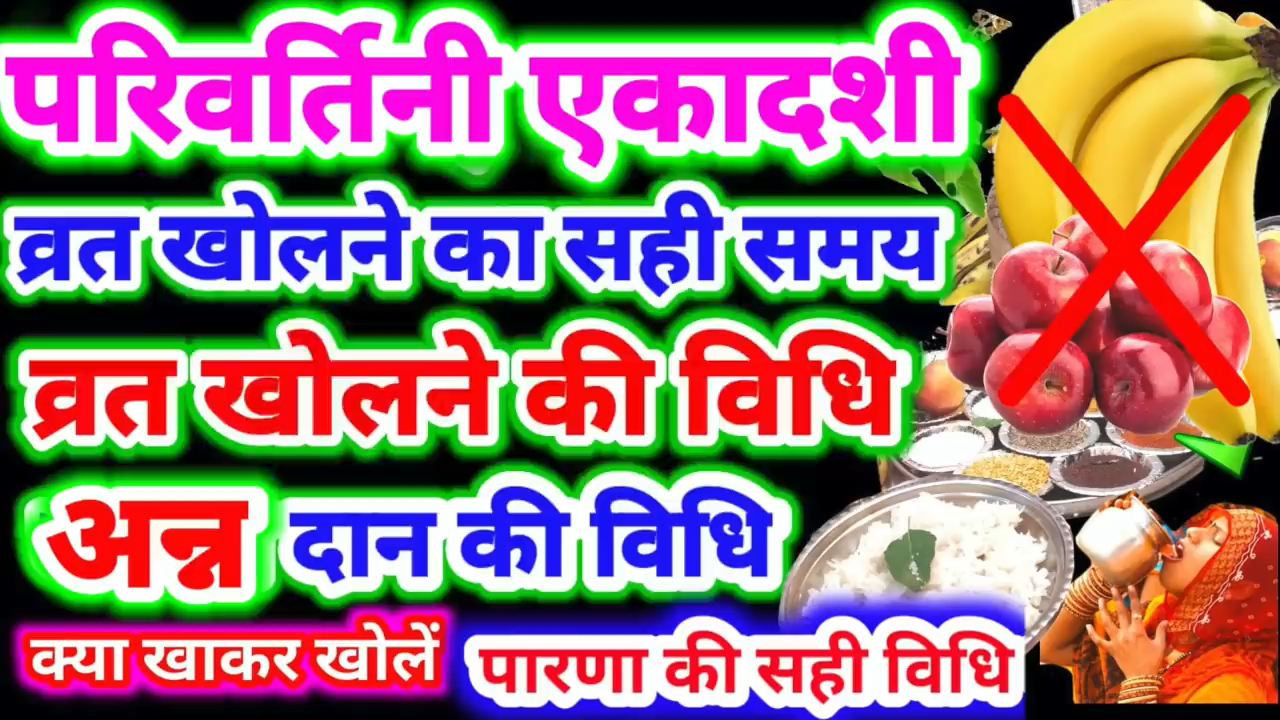 परिवर्तिनी एकादशी
व्रत खोलने का सही समय
व्रत खोलने की विधि
अन्न दान की विधि
क्या खाकर खोलें पारणा की सही विधि